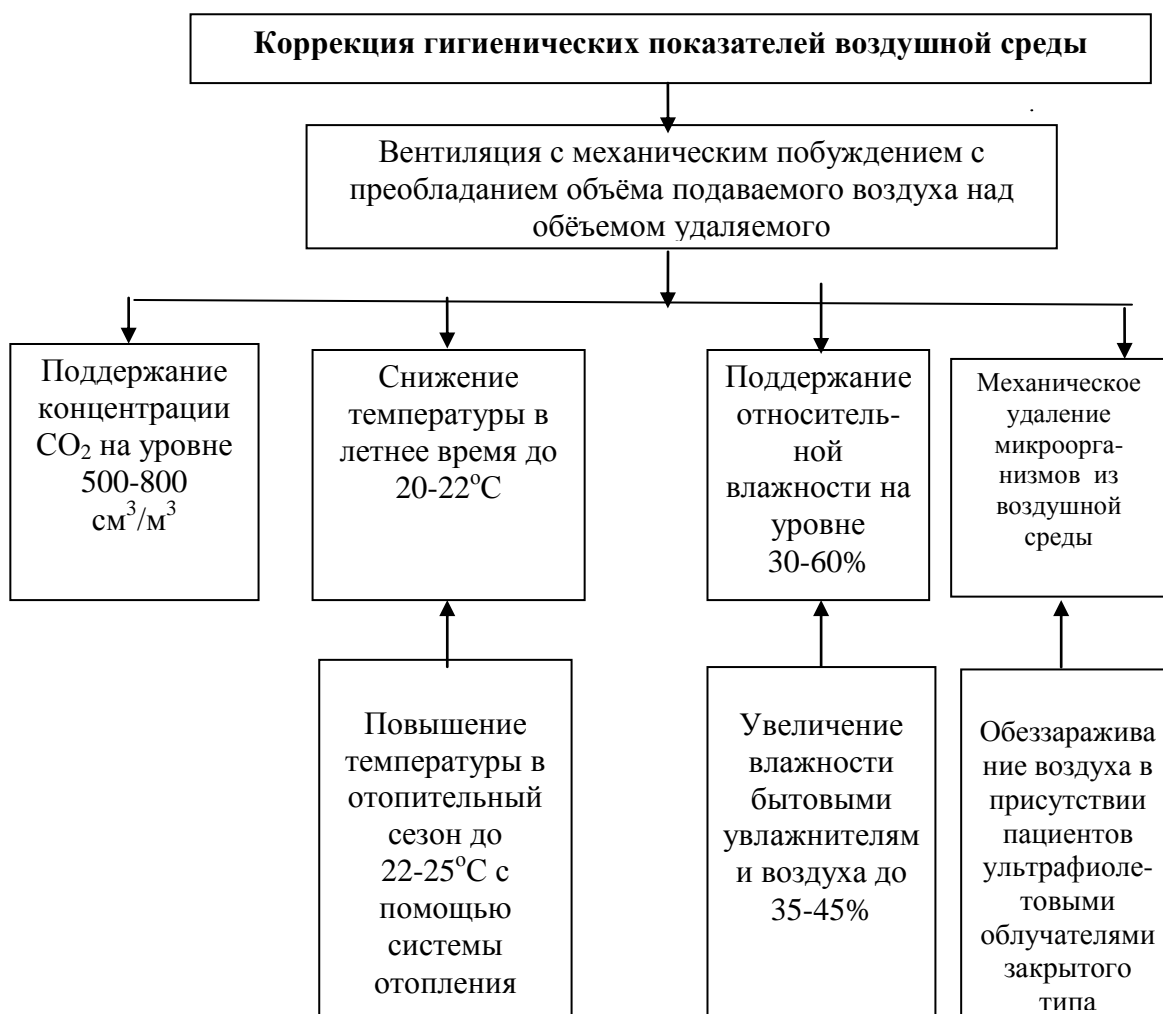 Коррекция гигиенических показателей воздушной среды
Вентиляция с механическим побуждением с
преобладанием объёма подаваемого воздуха над
обёъемом удаляемого
Поддержание
концентрации
CO₂ на уровне
500-800
см³/м³
Снижение
температуры в
летнее время до
20-22°С
Поддержание
относитель-
ной
влажности на
уровне
30-60%
Механическое
удаление
микроорга-
низмов из
воздушной
среды
Повышение
температуры в
отопительный
сезон до
22-25°С с
помощью
системы
отопления
Увеличение
влажности
бытовыми
увлажнителям
и воздуха до
35-45%
Обеззаражива
ние воздуха в
присутствии
пациентов
ультрафиоле-
товыми
облучателями
закрытого
типа